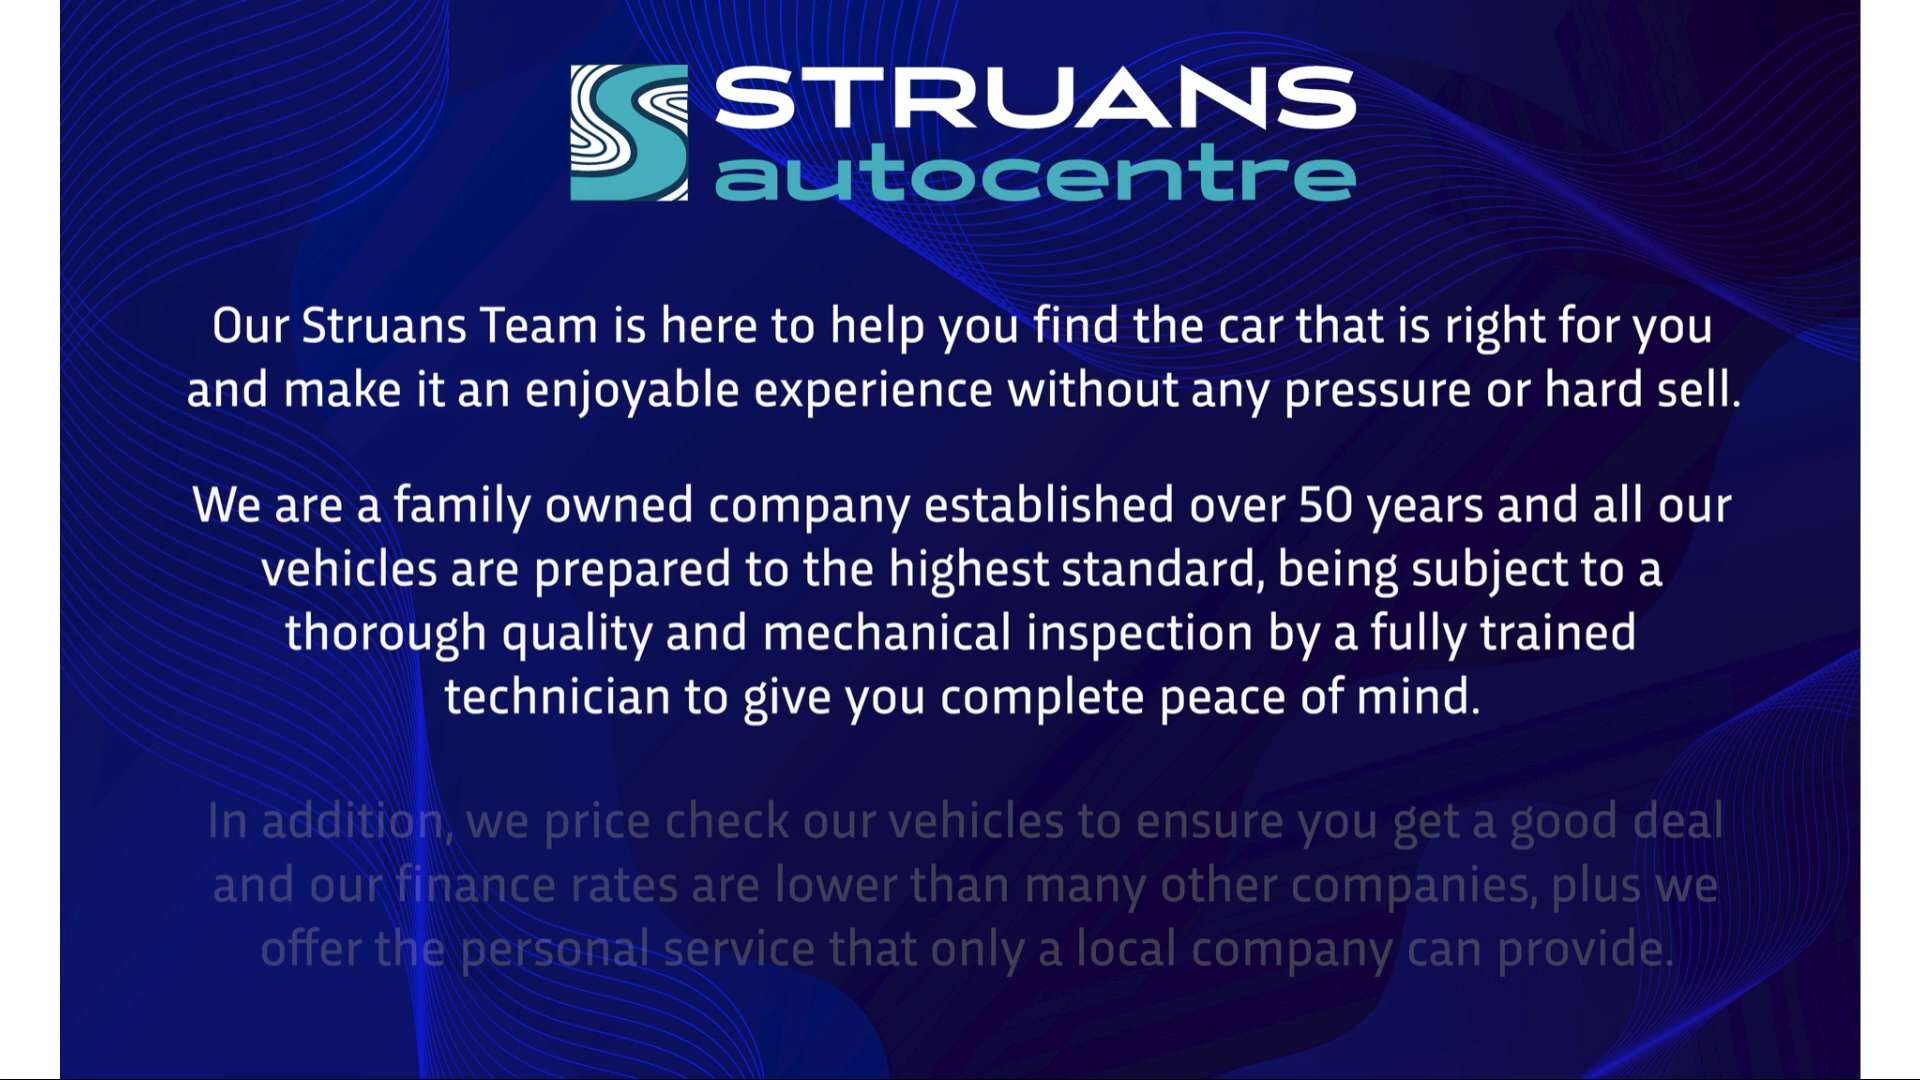 STRUANS
autocentre
Our Struans Team is here to help you find the car that is right for you
and make it an enjoyable experience without any pressure or hard sell.
We are a family owned company established over 50 years and all our
vehicles are prepared to the highest standard, being subject to a
thorough quality and mechanical inspection by a fully trained
technician to give you complete peace of mind.
In addition, we price check our vehicles to ensure you get a good deal
and our finance rates are lower than many other companies, plus we
offer the personal service that only a local company can provide.